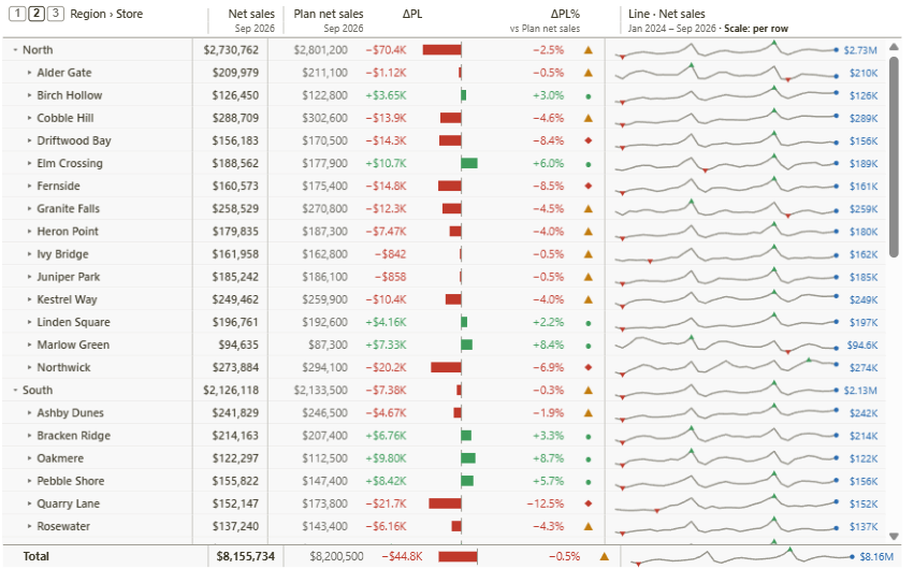 1 2 3 Region › Store Net sales Plan net sales ΔPL ΔPL% Line · Net sales
Sep 2026 Sep 2026 vs Plan net sales Jan 2024 – Sep 2026 · Scale: per row
North $2,730,762 $2,801,200 −$70.4K −2.5% $2.73M
Alder Gate $209,979 $211,100 −$1.12K −0.5% $210K
Birch Hollow $126,450 $122,800 +$3.65K +3.0% $126K
Cobble Hill $288,709 $302,600 −$13.9K −4.6% $289K
Driftwood Bay $156,183 $170,500 −$14.3K −8.4% $156K
Elm Crossing $188,562 $177,900 +$10.7K +6.0% $189K
Fernside $160,573 $175,400 −$14.8K −8.5% $161K
Granite Falls $258,529 $270,800 −$12.3K −4.5% $259K
Heron Point $179,835 $187,300 −$7.47K −4.0% $180K
Ivy Bridge $161,958 $162,800 −$842 −0.5% $162K
Juniper Park $185,242 $186,100 −$858 −0.5% $185K
Kestrel Way $249,462 $259,900 −$10.4K −4.0% $249K
Linden Square $196,761 $192,600 +$4.16K +2.2% $197K
Marlow Green $94,635 $87,300 +$7.33K +8.4% $94.6K
Northwick $273,884 $294,100 −$20.2K −6.9% $274K
South $2,126,118 $2,133,500 −$7.38K −0.3% $2.13M
Ashby Dunes $241,829 $246,500 −$4.67K −1.9% $242K
Bracken Ridge $214,163 $207,400 +$6.76K +3.3% $214K
Oakmere $122,297 $112,500 +$9.80K +8.7% $122K
Pebble Shore $155,822 $147,400 +$8.42K +5.7% $156K
Quarry Lane $152,147 $173,800 −$21.7K −12.5% $152K
Rosewater $137,240 $143,400 −$6.16K −4.3% $137K
Total $8,155,734 $8,200,500 −$44.8K −0.5% $8.16M